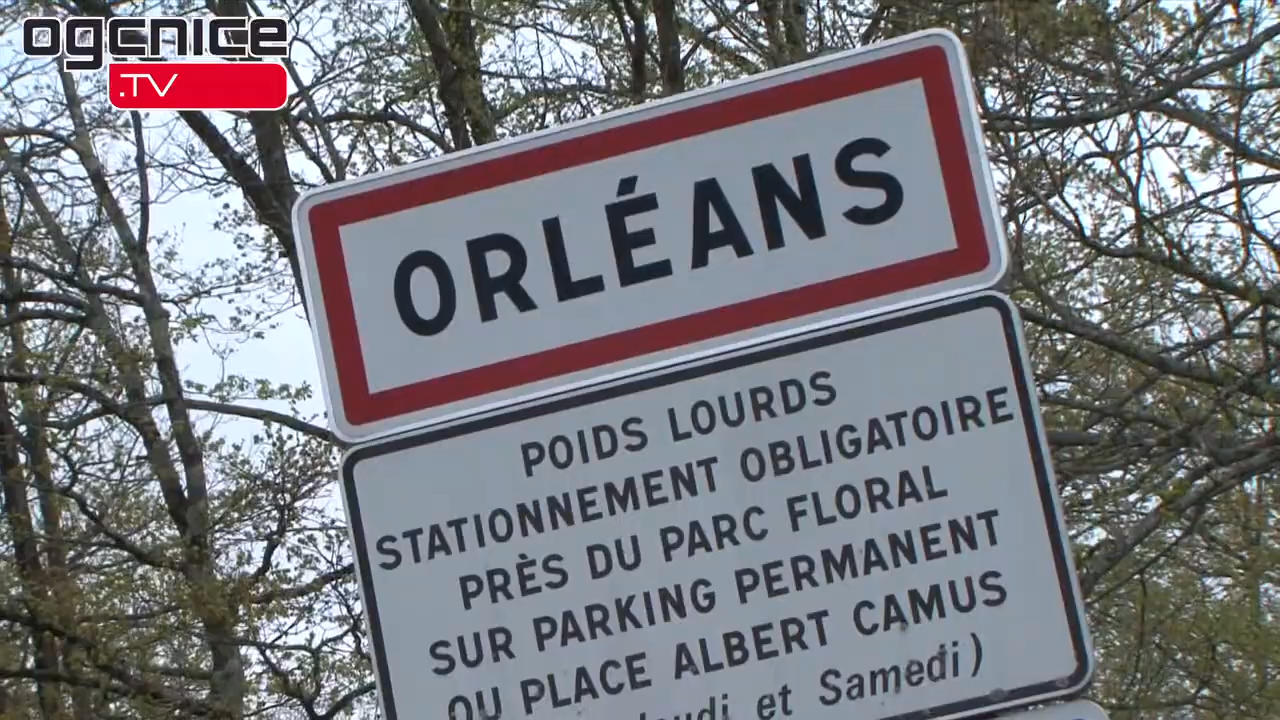 OGCNICE
.TV
ORLÉANS
POIDS LOURDS
STATIONNEMENT OBLIGATOIRE
PRÈS DU PARC FLORAL
SUR PARKING PERMANENT
OU PLACE ALBERT CAMUS
et Samedi)